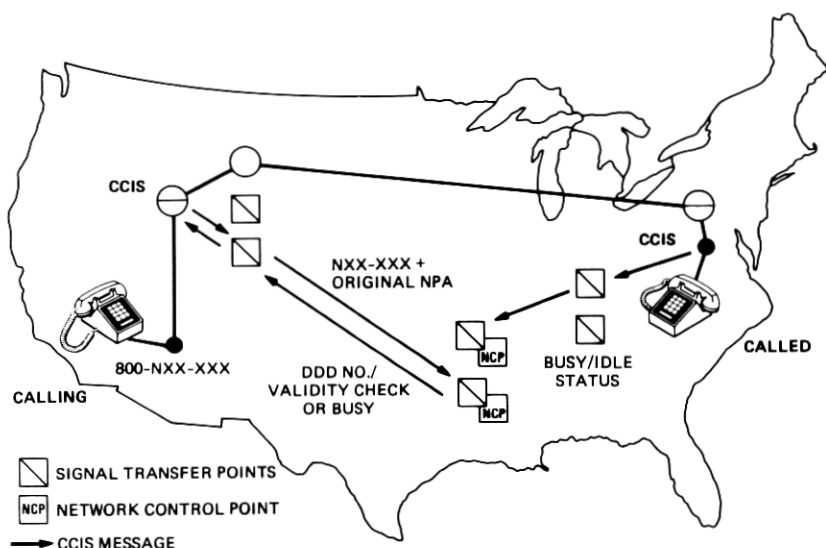 CCIS
NXX-XXX +
ORIGINAL NPA
CCIS
800-NXX-XXX
CALLING
DDD NO./
VALIDITY CHECK
OR BUSY
NCP
NCP
BUSY/IDLE
STATUS
CALLED
SIGNAL TRANSFER POINTS
NCP NETWORK CONTROL POINT
CCIS MESSAGE